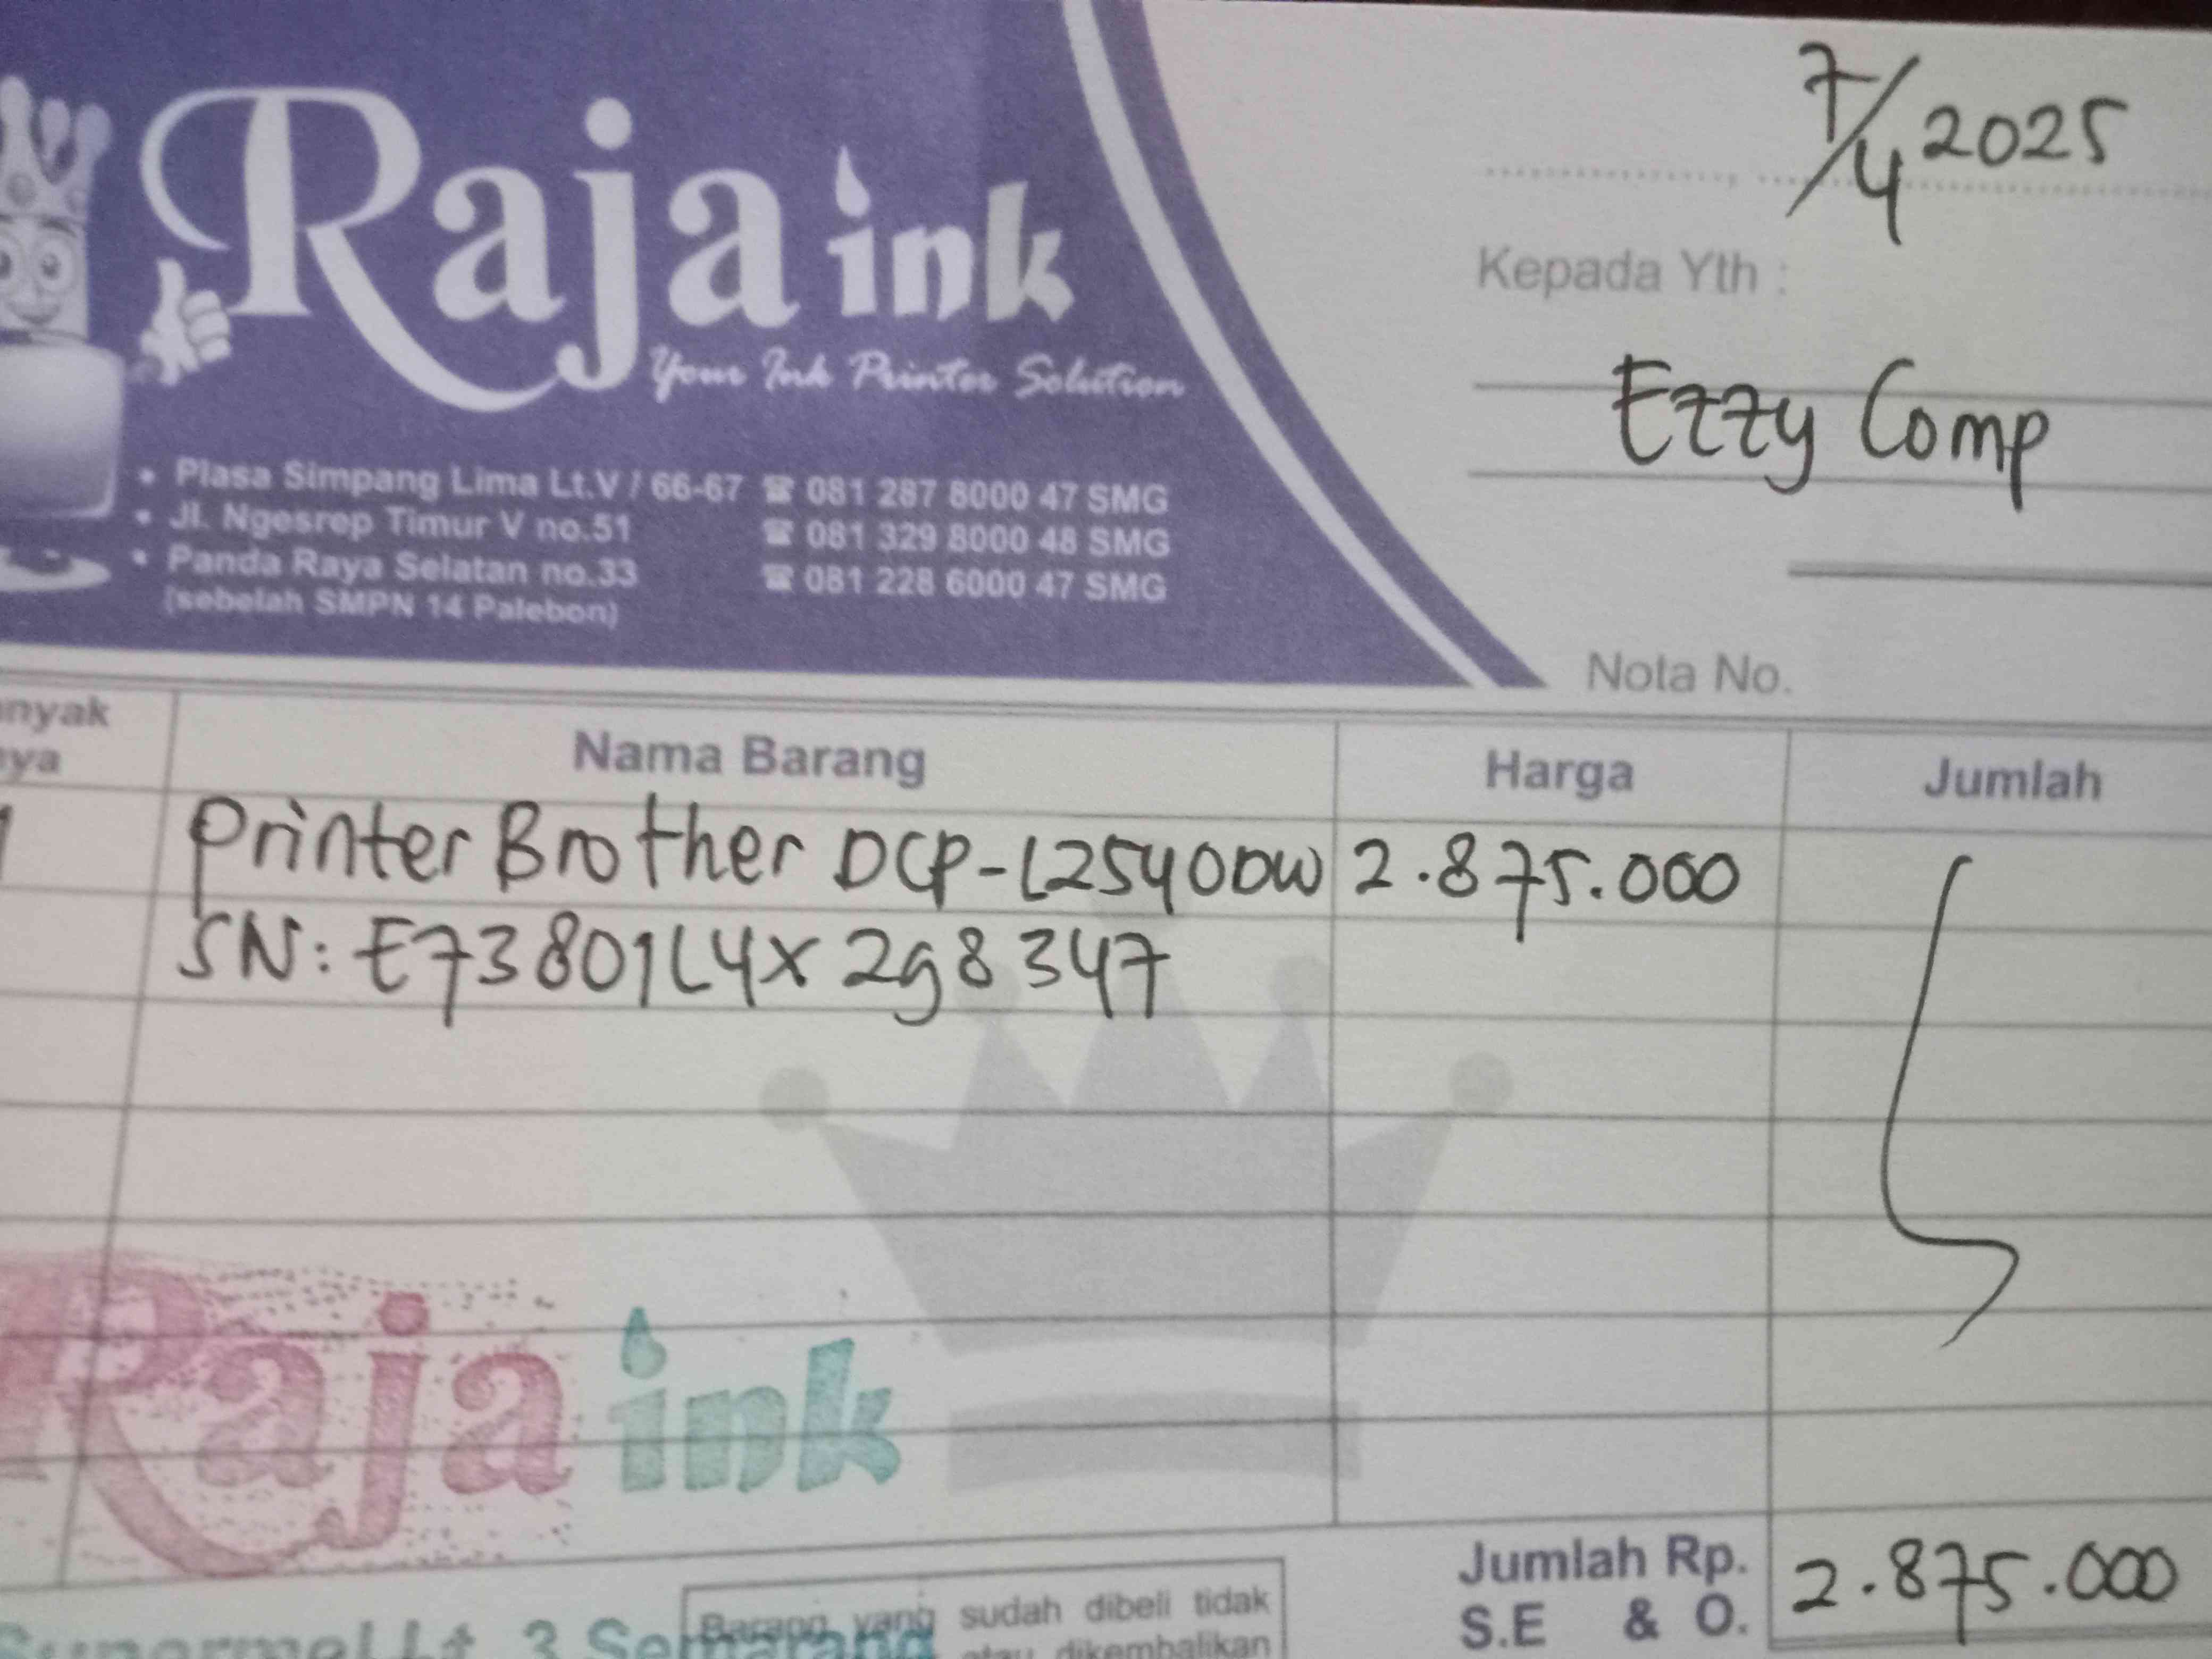 Raja ink
Your Ink Printer Solution
• Plasa Simpang Lima Lt.V / 66-67 ☎ 081 287 8000 47 SMG
• Jl. Ngesrep Timur V no.51 ☎ 081 329 8000 48 SMG
• Panda Raya Selatan no.33 ☎ 081 228 6000 47 SMG
(sebelah SMPN 14 Palebon)
7/4 2025
Kepada Yth :
Ezzy Comp
Nota No.
Nama Barang Harga Jumlah
1 Printer Brother DCP-L2540DW 2.875.000
SN: E73801L4X2g8347
Raja ink
Jumlah Rp. 2.875.000
S.E & O.
Lt. 3 Semarang
Barang yang sudah dibeli tidak
atau dikembalikan